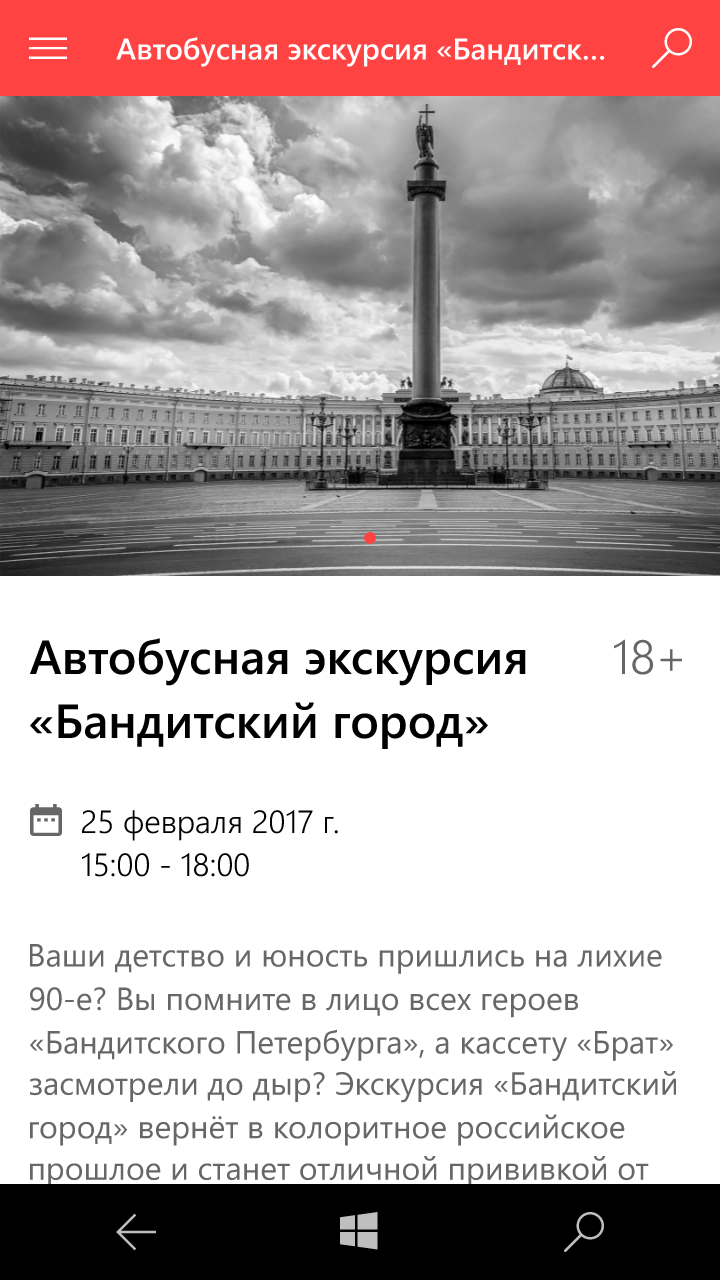 Автобусная экскурсия «Бандитск...
Автобусная экскурсия
18+
«Бандитский город»
25 февраля 2017 г.
15:00 - 18:00
Ваши детство и юность пришлись на лихие
90-е? Вы помните в лицо всех героев
«Бандитского Петербурга», а кассету «Брат»
засмотрели до дыр? Экскурсия «Бандитский
город» вернёт в колоритное российское
прошлое и станет отличной прививкой от